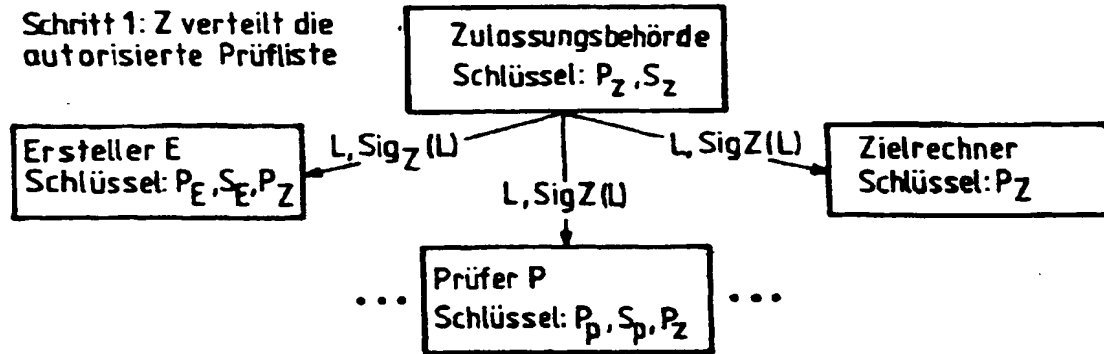 Schritt 1: Z verteilt die
autorisierte Prüfliste
Zulassungsbehörde
Schlüssel: P_Z, S_Z
Ersteller E
Schlüssel: P_E, S_E, P_Z
L, Sig_Z(L)
L, SigZ(L)
L, SigZ(L)
Zielrechner
Schlüssel: P_Z
Prüfer P
Schlüssel: P_p, S_p, P_Z
••• •••